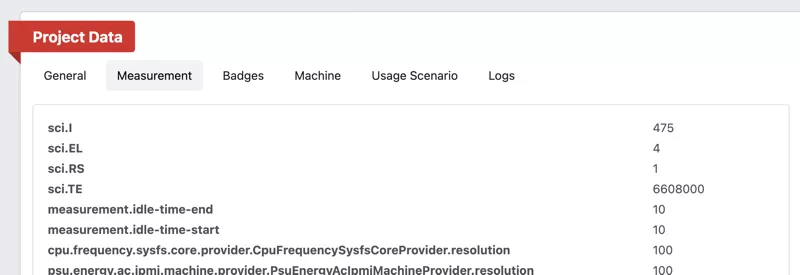 Project Data
General Measurement Badges Machine Usage Scenario Logs
sci.I 475
sci.EL 4
sci.RS 1
sci.TE 6608000
measurement.idle-time-end 10
measurement.idle-time-start 10
cpu.frequency.sysfs.core.provider.CpuFrequencySysfsCoreProvider.resolution 100
psu.energy.ac.ipmi.machine.provider.PsuEnergyAcIpmiMachineProvider.resolution 100